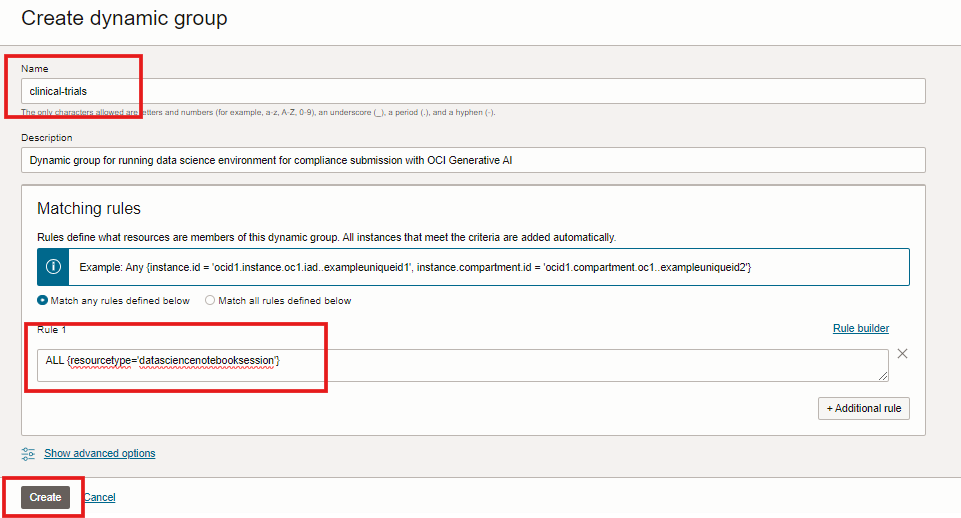 Create dynamic group
Name
clinical-trials
The only characters allowed are letters and numbers (for example, a-z, A-Z, 0-9), an underscore (_), a period (.), and a hyphen (-).
Description
Dynamic group for running data science environment for compliance submission with OCI Generative AI
Matching rules
Rules define what resources are members of this dynamic group. All instances that meet the criteria are added automatically.
Example: Any {instance.id = 'ocid1.instance.oc1.iad..exampleuniqueid1', instance.compartment.id = 'ocid1.compartment.oc1..exampleuniqueid2'}
Match any rules defined below Match all rules defined below
Rule 1 Rule builder
ALL {resourcetype='datasciencenotebooksession'}
+ Additional rule
Show advanced options
Create Cancel